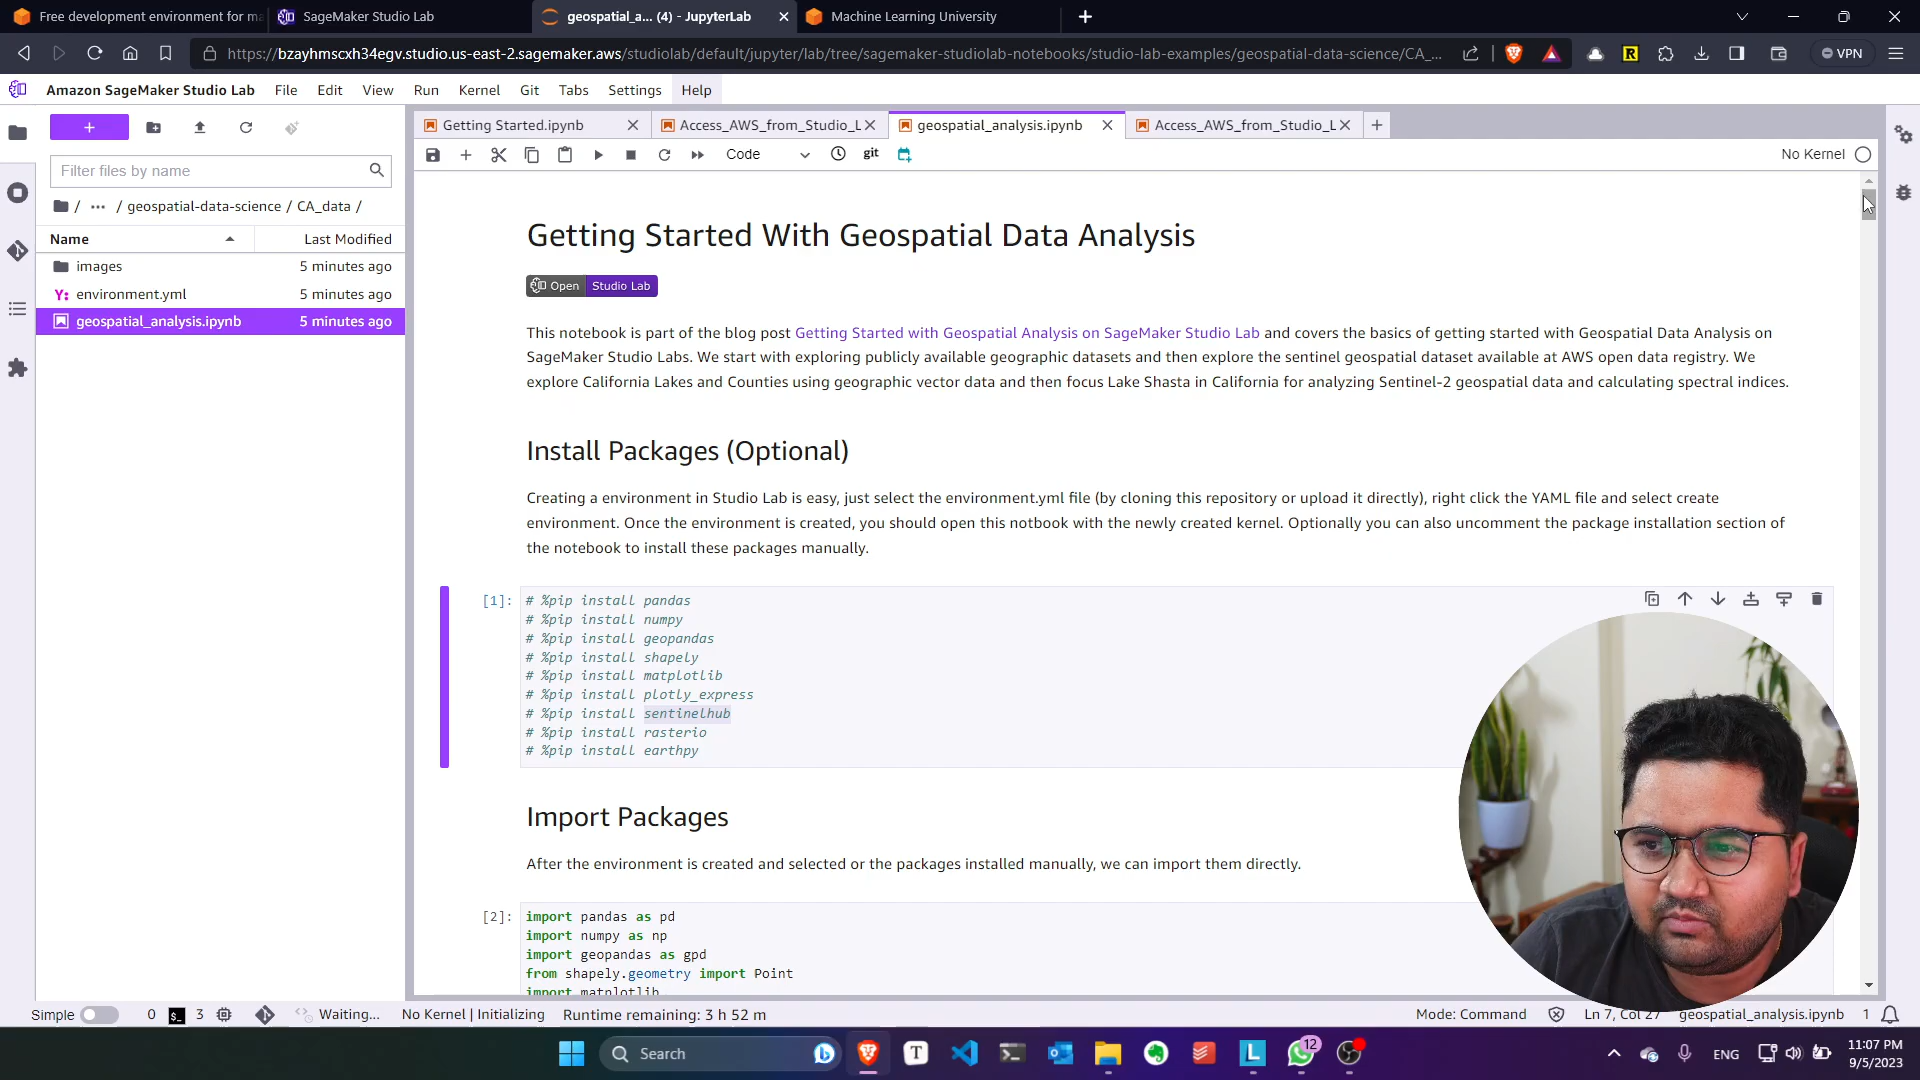 Free development environment for ma
SageMaker Studio Lab
geospatial_a... (4) - JupyterLab
Machine Learning University
https://bzayhmscxh34egv.studio.us-east-2.sagemaker.aws/studiolab/default/jupyter/lab/tree/sagemaker-studiolab-notebooks/studio-lab-examples/geospatial-data-science/CA_...
VPN
Amazon SageMaker Studio Lab File Edit View Run Kernel Git Tabs Settings Help
Getting Started.ipynb
Access_AWS_from_Studio_L
geospatial_analysis.ipynb
Access_AWS_from_Studio_L
Code
git
No Kernel
Filter files by name
/ ... / geospatial-data-science / CA_data /
Name Last Modified
images 5 minutes ago
Y: environment.yml 5 minutes ago
geospatial_analysis.ipynb 5 minutes ago
Getting Started With Geospatial Data Analysis
Open Studio Lab
This notebook is part of the blog post Getting Started with Geospatial Analysis on SageMaker Studio Lab and covers the basics of getting started with Geospatial Data Analysis on
SageMaker Studio Labs. We start with exploring publicly available geographic datasets and then explore the sentinel geospatial dataset available at AWS open data registry. We
explore California Lakes and Counties using geographic vector data and then focus Lake Shasta in California for analyzing Sentinel-2 geospatial data and calculating spectral indices.
Install Packages (Optional)
Creating a environment in Studio Lab is easy, just select the environment.yml file (by cloning this repository or upload it directly), right click the YAML file and select create
environment. Once the environment is created, you should open this notbook with the newly created kernel. Optionally you can also uncomment the package installation section of
the notebook to install these packages manually.
[1]: # %pip install pandas
# %pip install numpy
# %pip install geopandas
# %pip install shapely
# %pip install matplotlib
# %pip install plotly_express
# %pip install sentinelhub
# %pip install rasterio
# %pip install earthpy
Import Packages
After the environment is created and selected or the packages installed manually, we can import them directly.
[2]: import pandas as pd
import numpy as np
import geopandas as gpd
from shapely.geometry import Point
import matplotlib
Simple 0 $_ 3 Waiting... No Kernel | Initializing Runtime remaining: 3 h 52 m
Mode: Command Ln 7, Col 27 geospatial_analysis.ipynb 1
Search
T
L
12
ENG
11:07 PM
9/5/2023